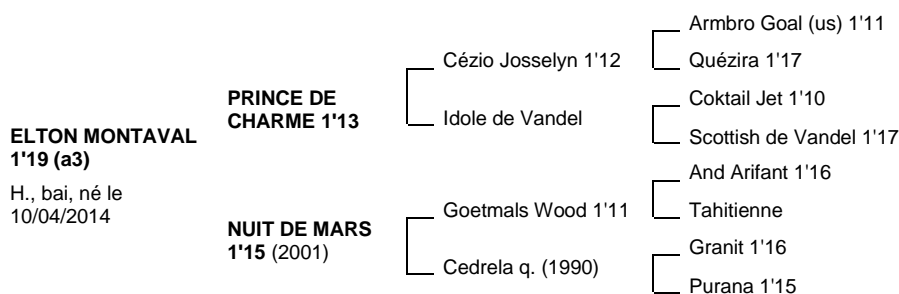 ELTON MONTAVAL
1'19 (a3)
H., bai, né le
10/04/2014
PRINCE DE
CHARME 1'13
NUIT DE MARS
1'15 (2001)
Cézio Josselyn 1'12
Idole de Vandel
Goetmals Wood 1'11
Cedrela q. (1990)
Armbro Goal (us) 1'11
Quézira 1'17
Coktail Jet 1'10
Scottish de Vandel 1'17
And Arifant 1'16
Tahitienne
Granit 1'16
Purana 1'15